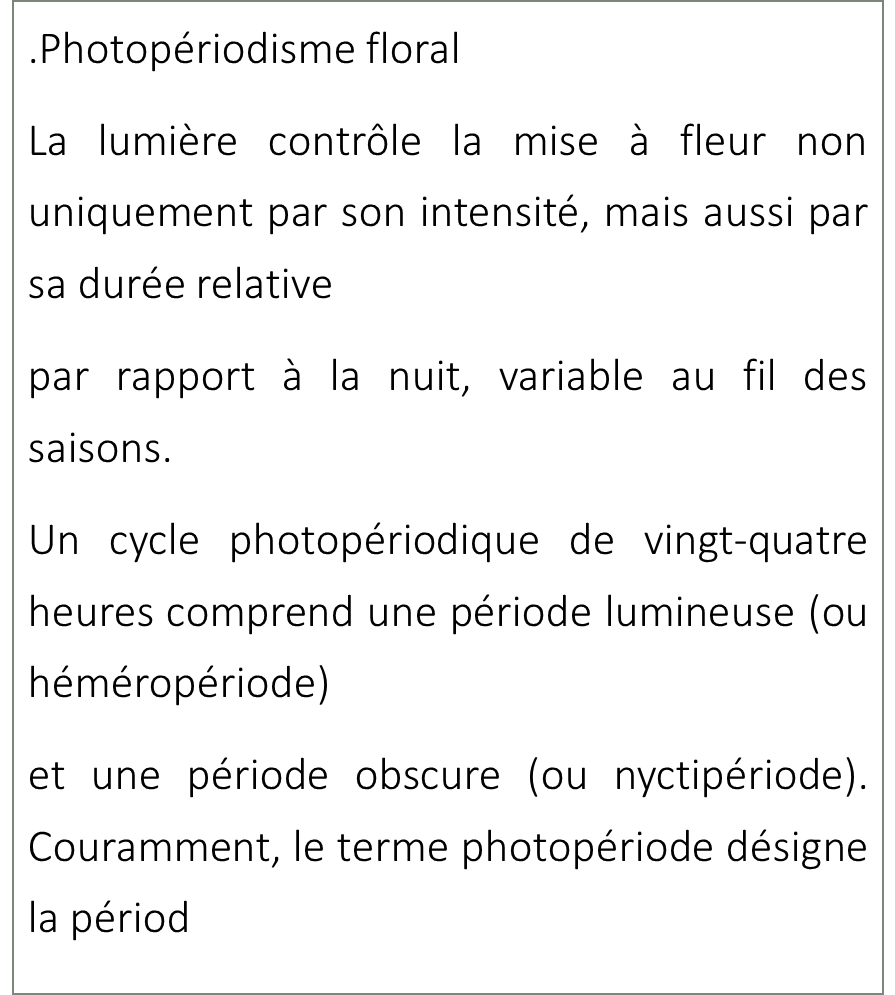 .Photopériodisme floral
La lumière contrôle la mise à fleur non
uniquement par son intensité, mais aussi par
sa durée relative
par rapport à la nuit, variable au fil des
saisons.
Un cycle photopériodique de vingt-quatre
heures comprend une période lumineuse (ou
héméropériode)
et une période obscure (ou nyctipériode).
Couramment, le terme photopériode désigne
la périod